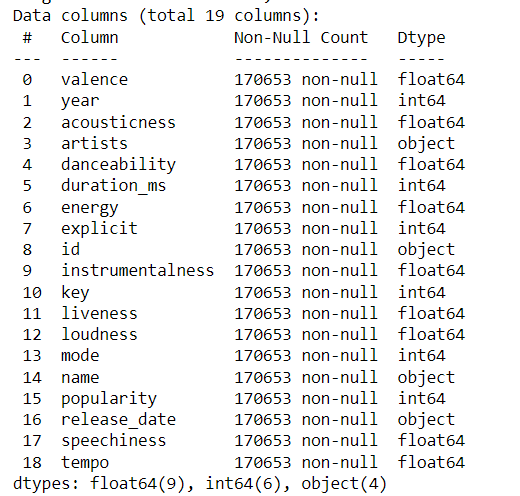 Data columns (total 19 columns):
 #   Column            Non-Null Count   Dtype
---  ------            --------------   -----
 0   valence           170653 non-null  float64
 1   year              170653 non-null  int64
 2   acousticness      170653 non-null  float64
 3   artists           170653 non-null  object
 4   danceability      170653 non-null  float64
 5   duration_ms       170653 non-null  int64
 6   energy            170653 non-null  float64
 7   explicit          170653 non-null  int64
 8   id                170653 non-null  object
 9   instrumentalness  170653 non-null  float64
 10  key               170653 non-null  int64
 11  liveness          170653 non-null  float64
 12  loudness          170653 non-null  float64
 13  mode              170653 non-null  int64
 14  name              170653 non-null  object
 15  popularity        170653 non-null  int64
 16  release_date      170653 non-null  object
 17  speechiness       170653 non-null  float64
 18  tempo             170653 non-null  float64
dtypes: float64(9), int64(6), object(4)